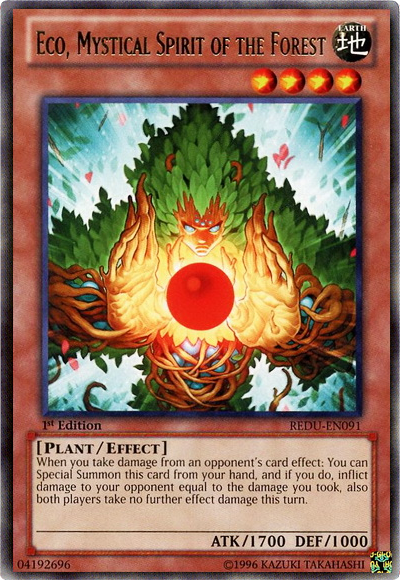 Eco, Mystical Spirit of the Forest
EARTH
地
1st Edition
REDU-EN091
[PLANT/EFFECT]
When you take damage from an opponent's card effect: You can
Special Summon this card from your hand, and if you do, inflict
damage to your opponent equal to the damage you took, also
both players take no further effect damage this turn.
ATK/1700 DEF/1000
04192696
©1996 KAZUKI TAKAHASHI